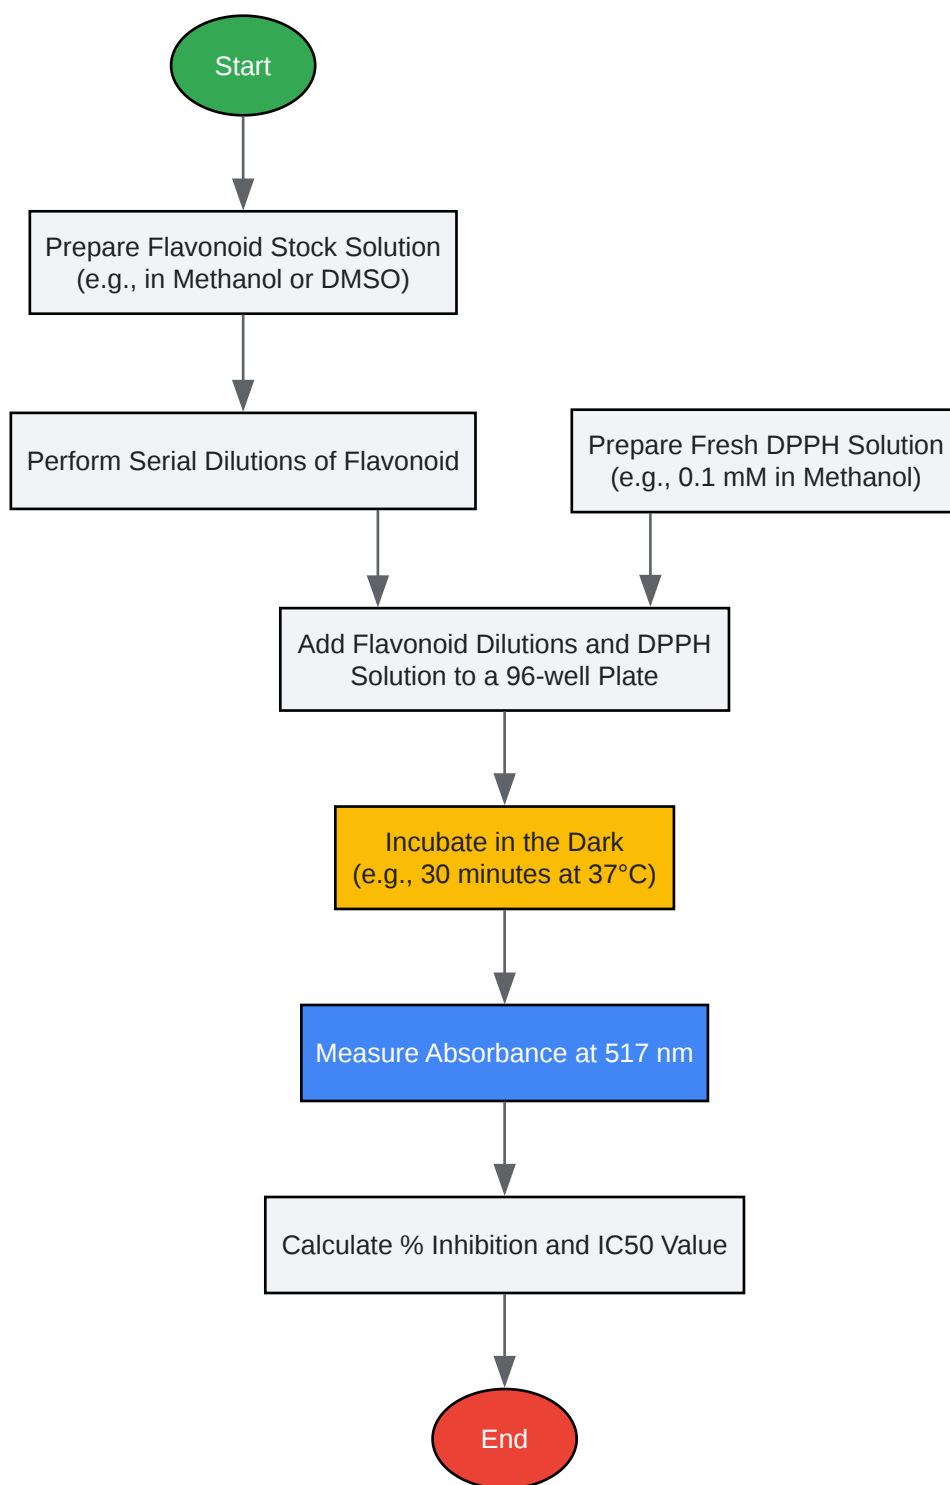 Start
Prepare Flavonoid Stock Solution
(e.g., in Methanol or DMSO)
Perform Serial Dilutions of Flavonoid
Prepare Fresh DPPH Solution
(e.g., 0.1 mM in Methanol)
Add Flavonoid Dilutions and DPPH
Solution to a 96-well Plate
Incubate in the Dark
(e.g., 30 minutes at 37°C)
Measure Absorbance at 517 nm
Calculate % Inhibition and IC50 Value
End